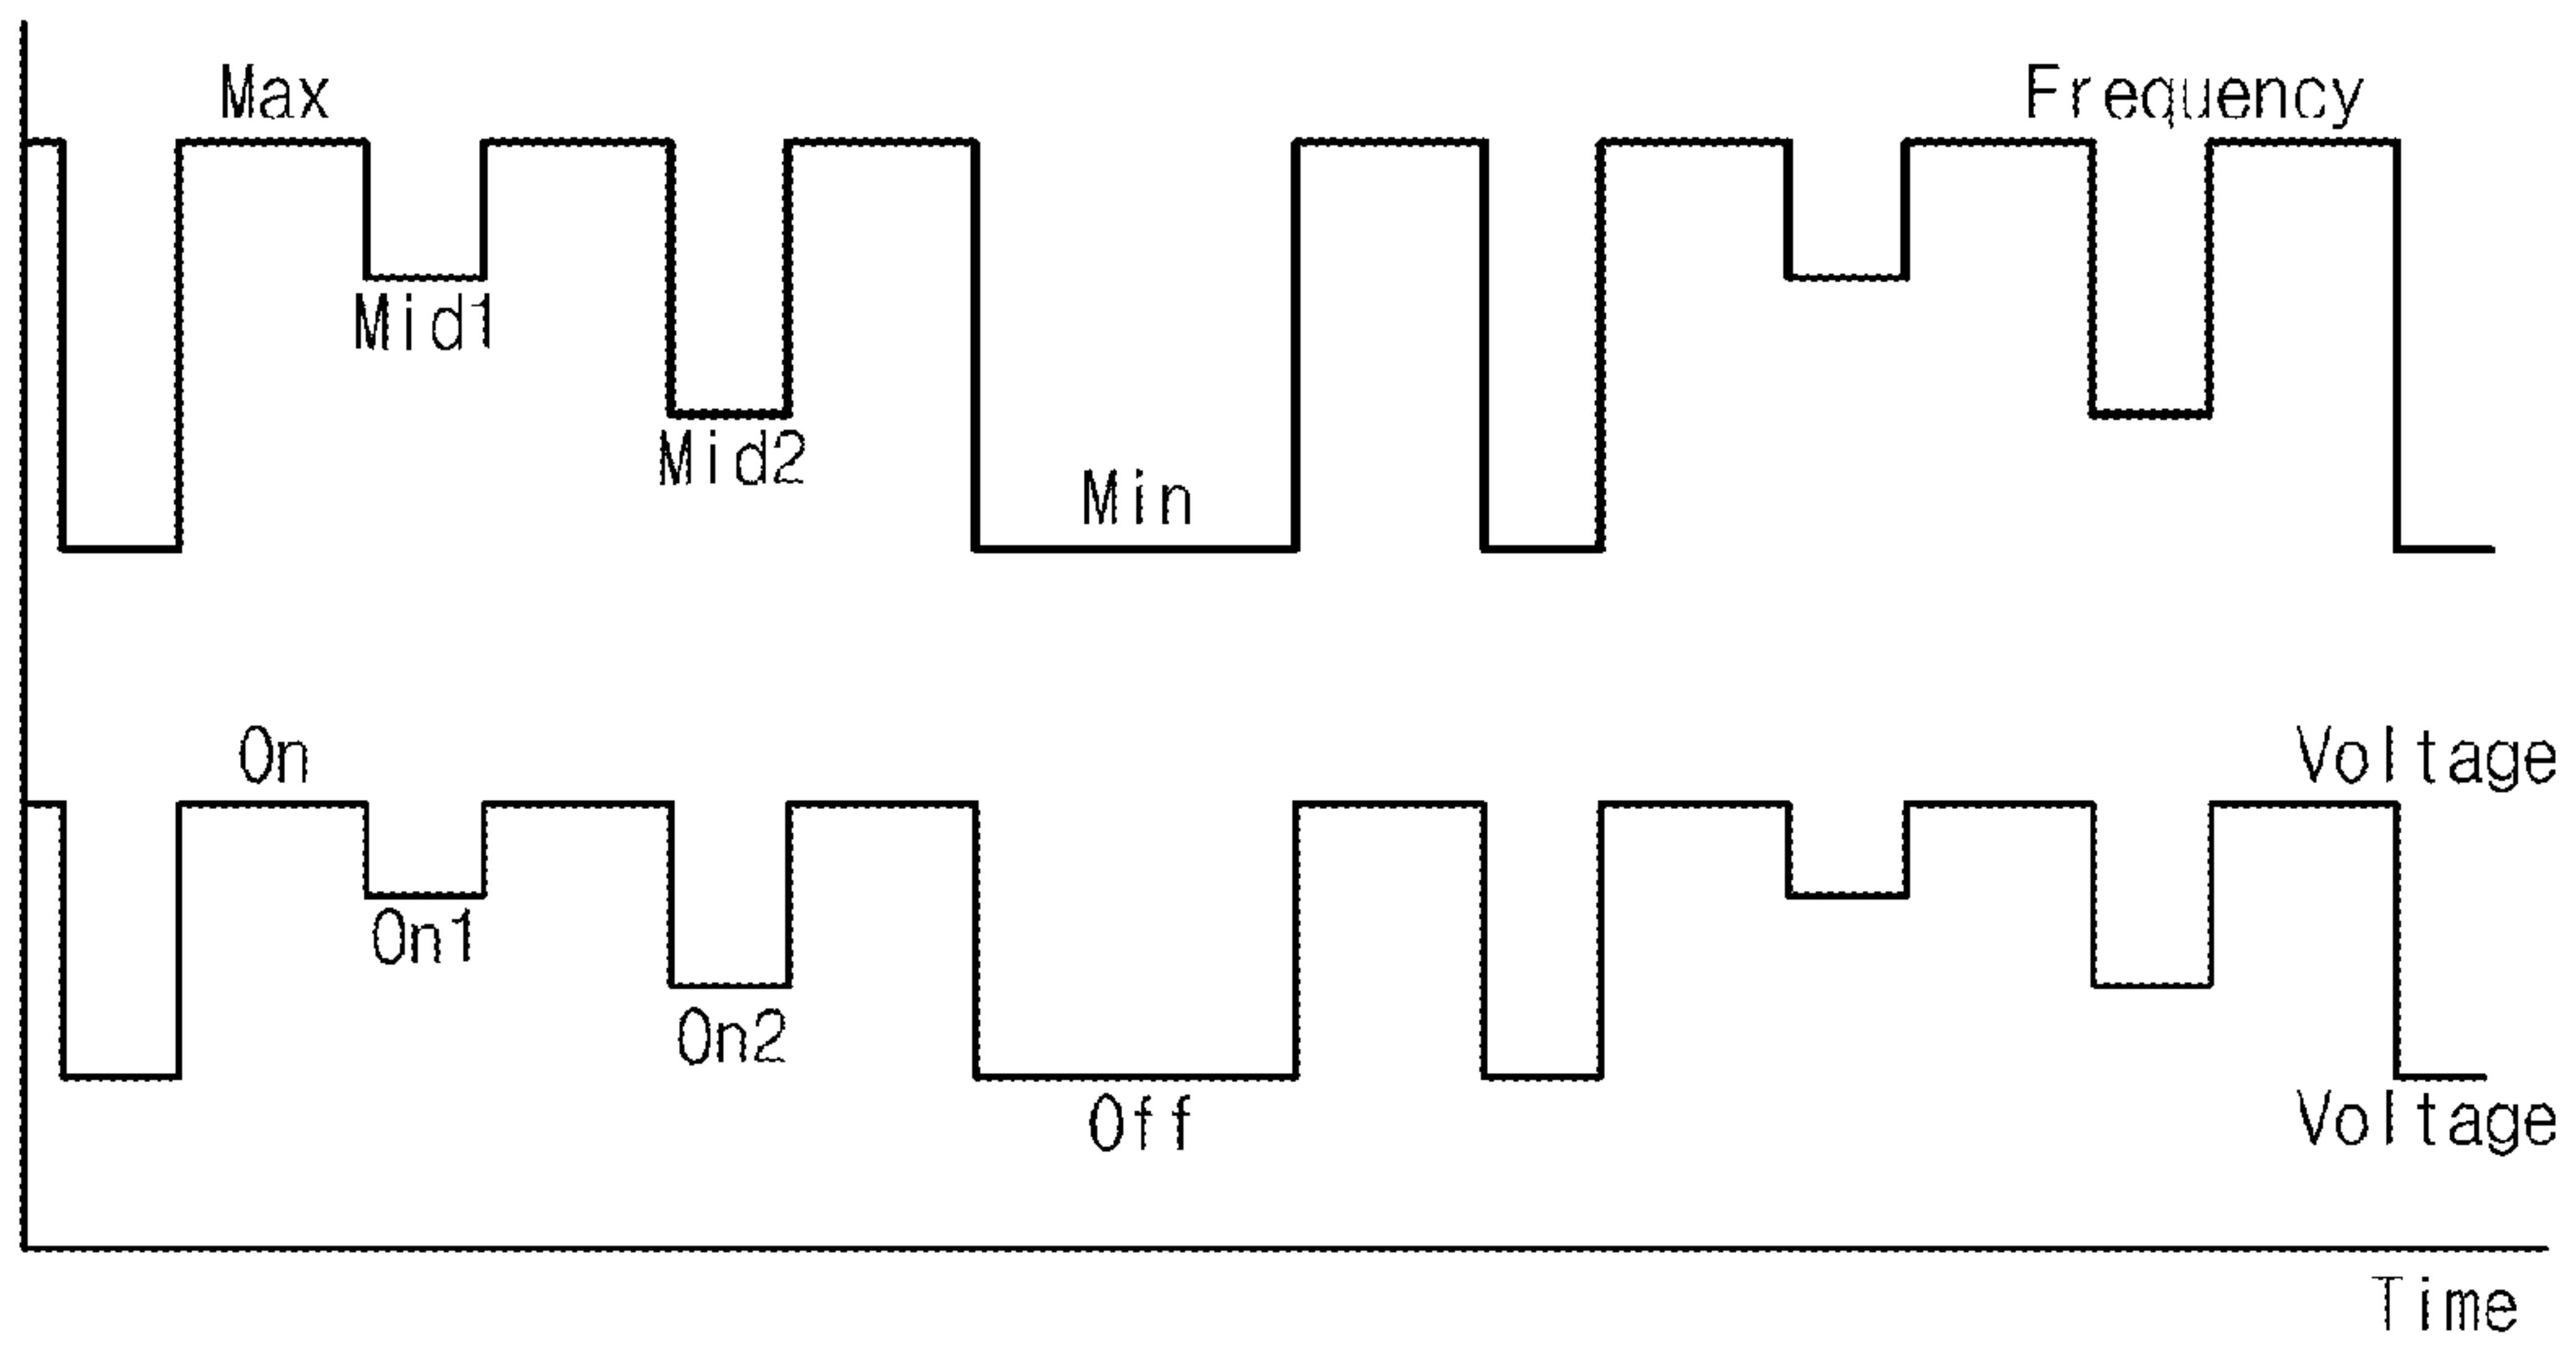 Max
Frequency
Mid1
Mid2
Min
On
Voltage
On1
On2
Off
Voltage
Time